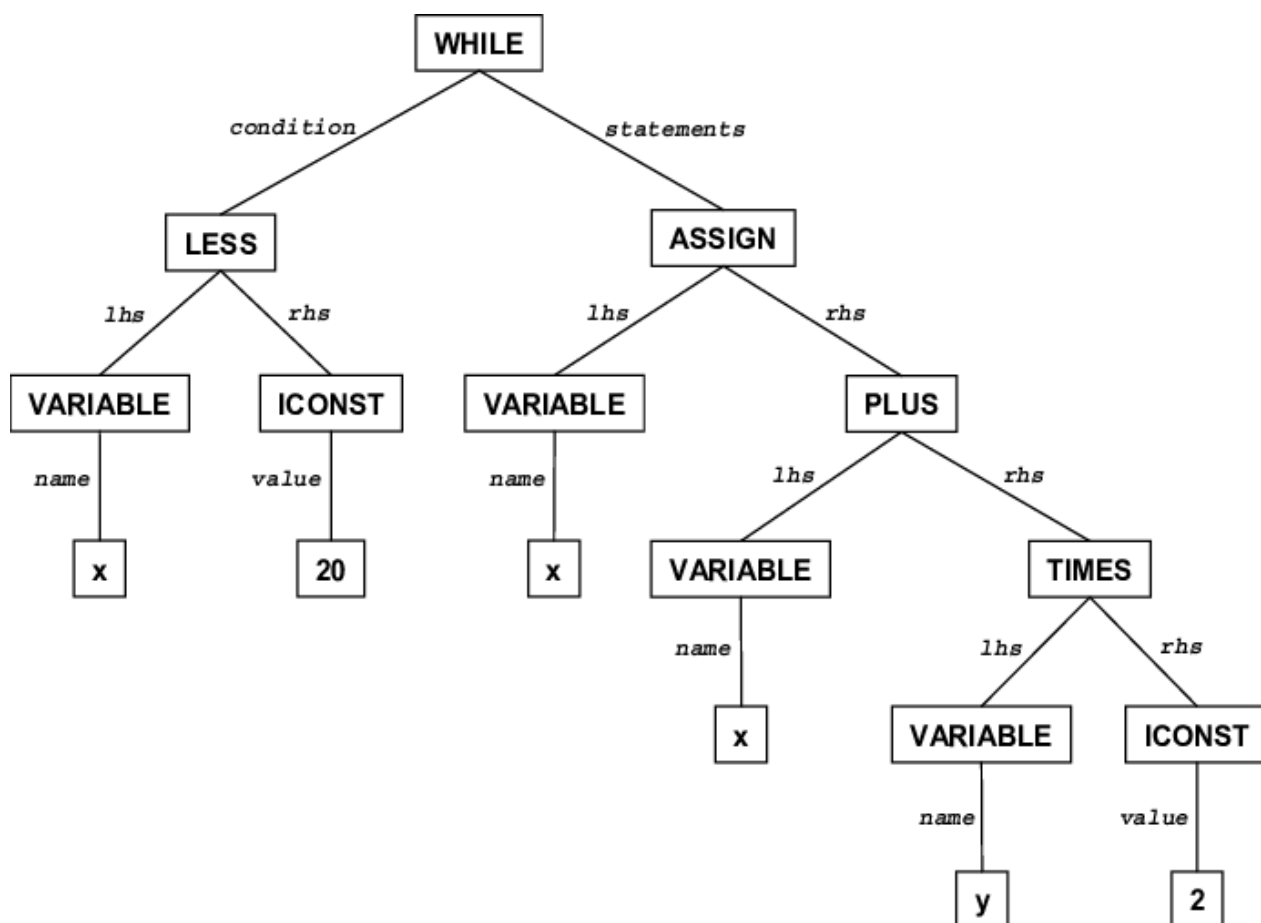 WHILE
condition statements
LESS ASSIGN
lhs rhs lhs rhs
VARIABLE ICONST VARIABLE PLUS
name value name lhs rhs
x 20 x VARIABLE TIMES
name lhs rhs
x VARIABLE ICONST
name value
y 2